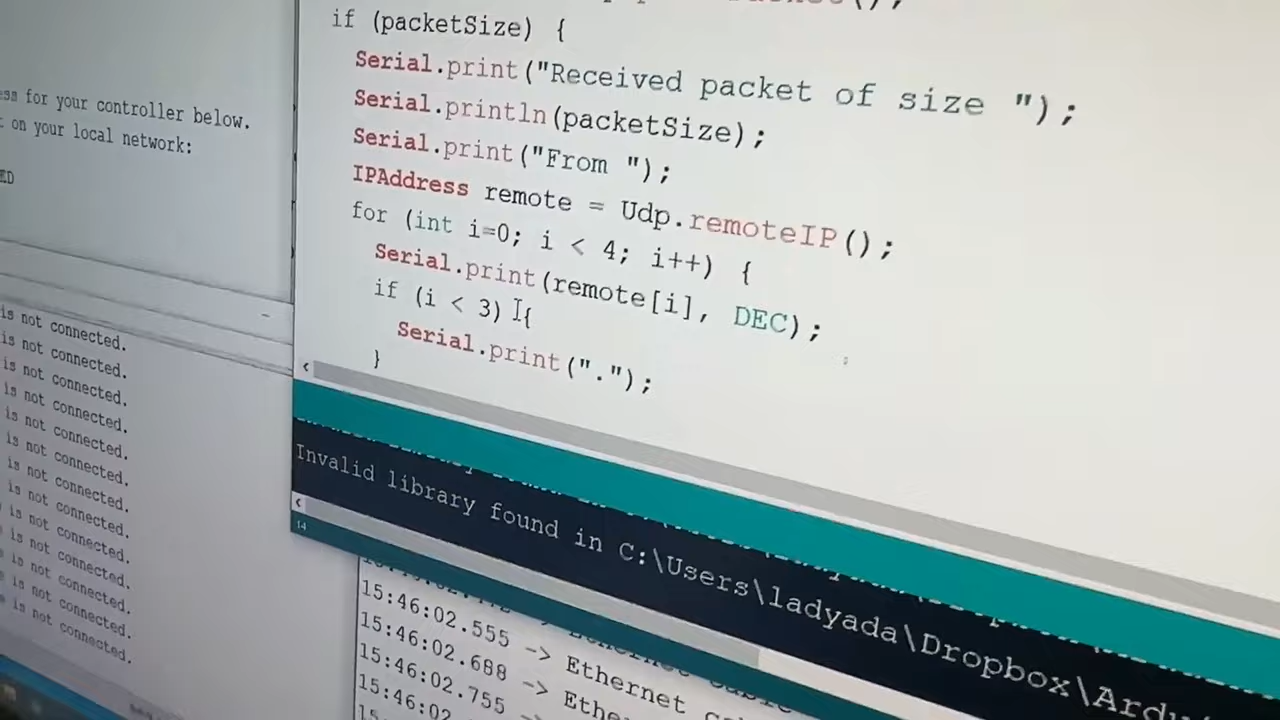 if (packetSize) {
Serial.print("Received packet of size ");
Serial.println(packetSize);
Serial.print("From ");
IPAddress remote = Udp.remoteIP();
for (int i=0; i < 4; i++) {
Serial.print(remote[i], DEC);
if (i < 3) {
Serial.print(".");
}
for your controller below.
on your local network:
is not connected.
is not connected.
is not connected.
is not connected.
is not connected.
is not connected.
is not connected.
is not connected.
is not connected.
is not connected.
is not connected.
is not connected.
Invalid library found in C:\Users\ladyada\Dropbox\Ardu
14
15:46:02.555 -> Ethernet
15:46:02.688 -> Ethe
15:46:02.755 ->
15:46:02